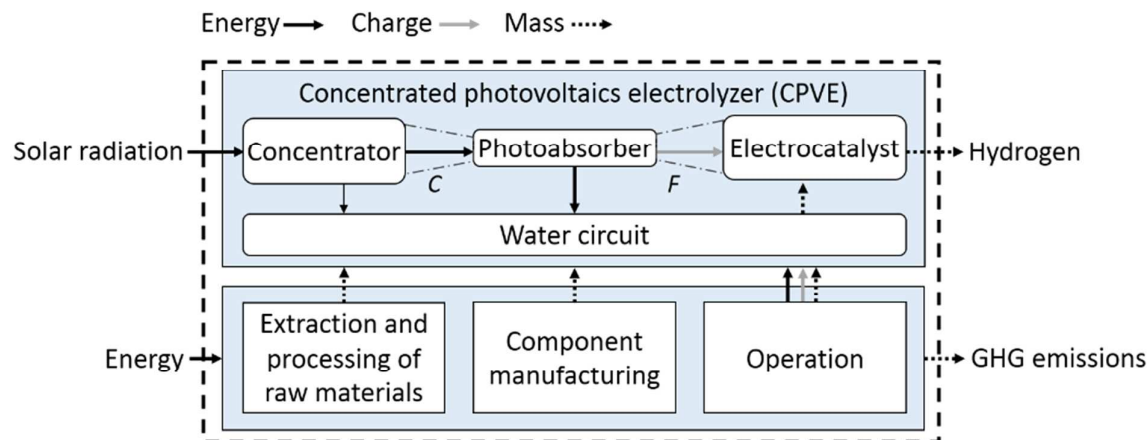 Energy Charge Mass
Concentrated photovoltaics electrolyzer (CPVE)
Solar radiation Concentrator Photoabsorber Electrocatalyst Hydrogen
C F
Water circuit
Extraction and
processing of
raw materials
Component
manufacturing
Operation
Energy
GHG emissions